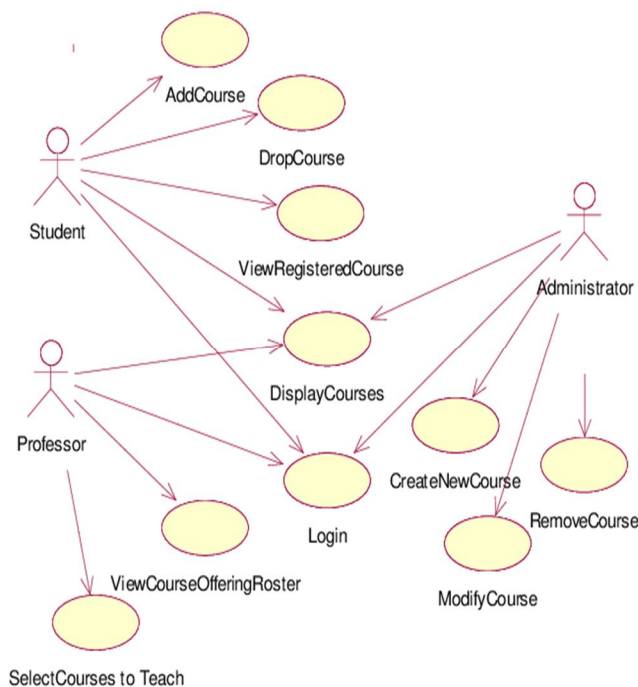 AddCourse
DropCourse
Student
ViewRegisteredCourse
Administrator
DisplayCourses
Professor
CreateNewCourse
RemoveCourse
Login
ViewCourseOfferingRoster
ModifyCourse
SelectCourses to Teach